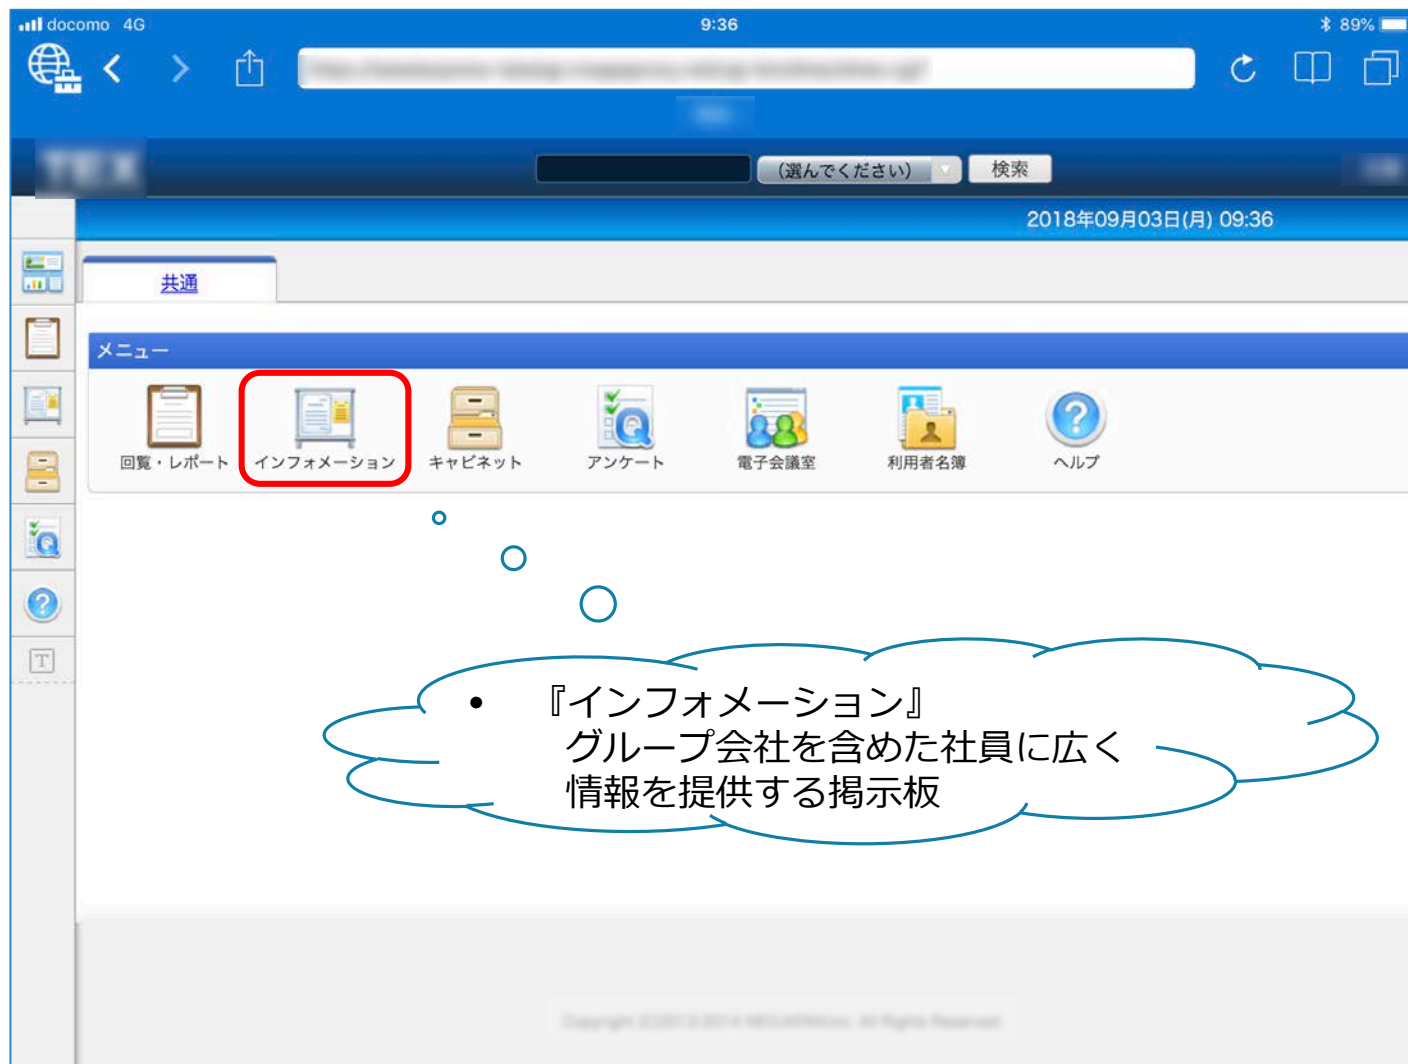 docomo 4G
9:36
89%
(選んでください)
検索
2018年09月03日(月) 09:36
共通
メニュー
回覧・レポート
インフォメーション
キャビネット
アンケート
電子会議室
利用者名簿
ヘルプ
T
• 『インフォメーション』
グループ会社を含めた社員に広く
情報を提供する掲示板